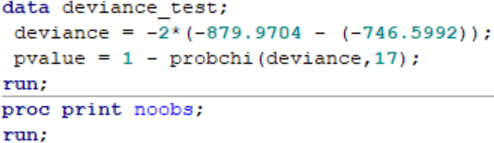 data deviance_test;
deviance = -2*(-879.9704 - (-746.5992));
pvalue = 1 - probchi(deviance,17);
run;
proc print noobs;
run;